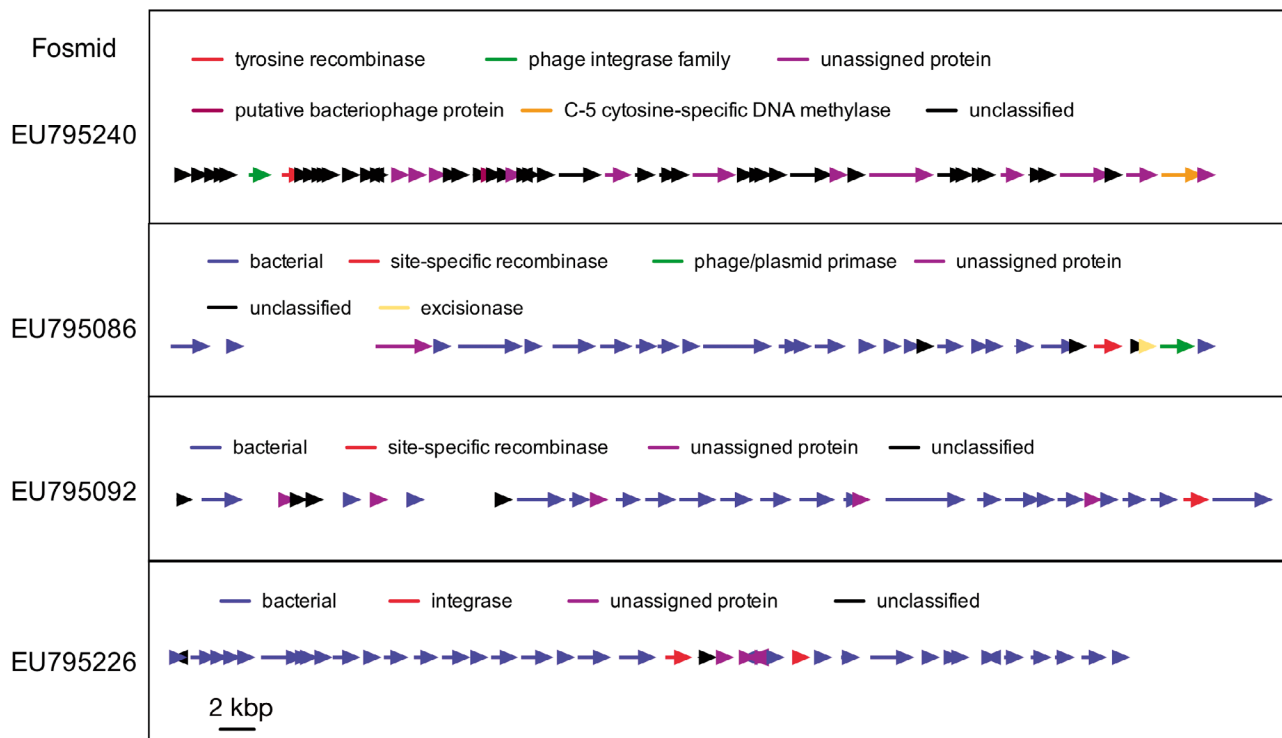 Fosmid
tyrosine recombinase phage integrase family unassigned protein
putative bacteriophage protein C-5 cytosine-specific DNA methylase unclassified
EU795240
bacterial site-specific recombinase phage/plasmid primase unassigned protein
unclassified excisionase
EU795086
bacterial site-specific recombinase unassigned protein unclassified
EU795092
bacterial integrase unassigned protein unclassified
EU795226
2 kbp